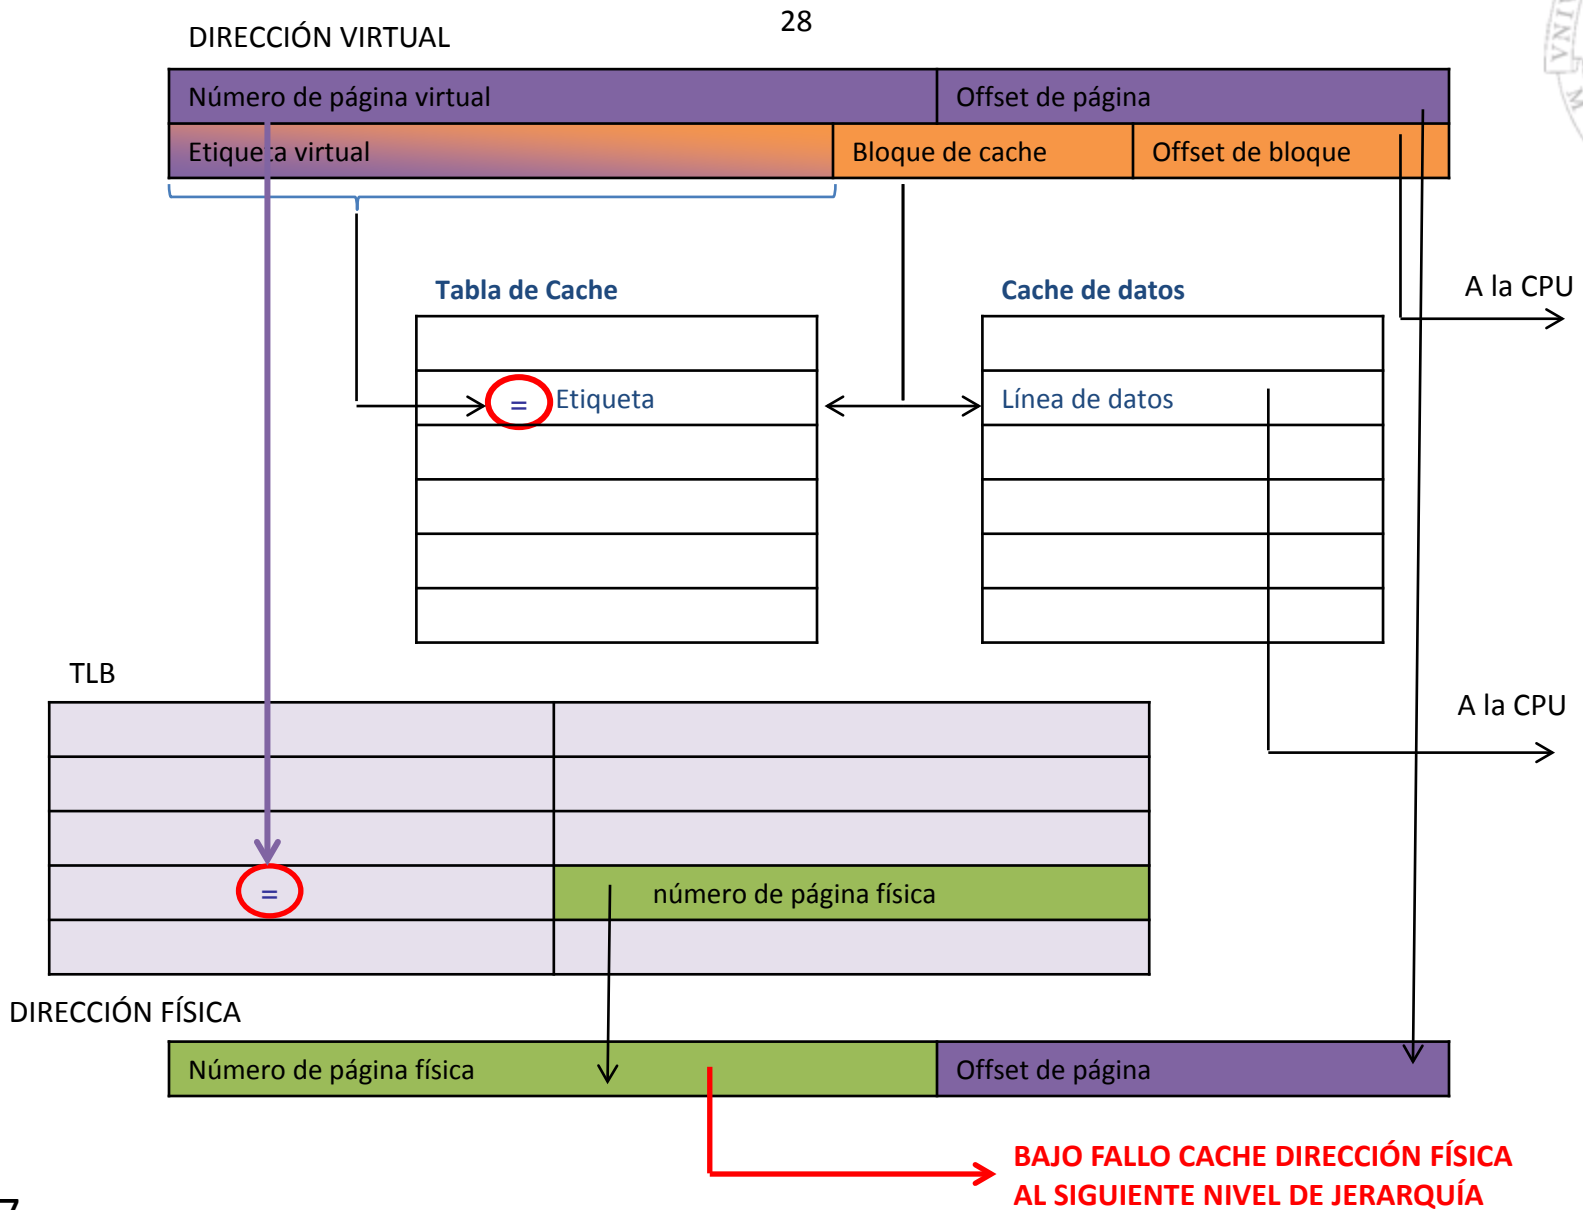 28
DIRECCIÓN VIRTUAL
Número de página virtual
Offset de página
Etiqueta virtual
Bloque de cache
Offset de bloque
Tabla de Cache
Cache de datos
A la CPU
= Etiqueta
Línea de datos
TLB
A la CPU
= número de página física
DIRECCIÓN FÍSICA
Número de página física
Offset de página
BAJO FALLO CACHE DIRECCIÓN FÍSICA
AL SIGUIENTE NIVEL DE JERARQUÍA